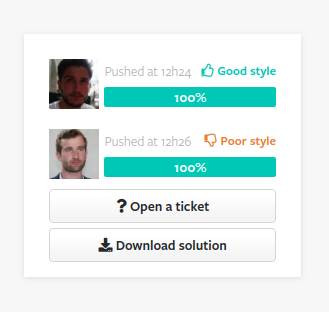 Pushed at 12h24 Good style
100%
Pushed at 12h26 Poor style
100%
? Open a ticket
Download solution